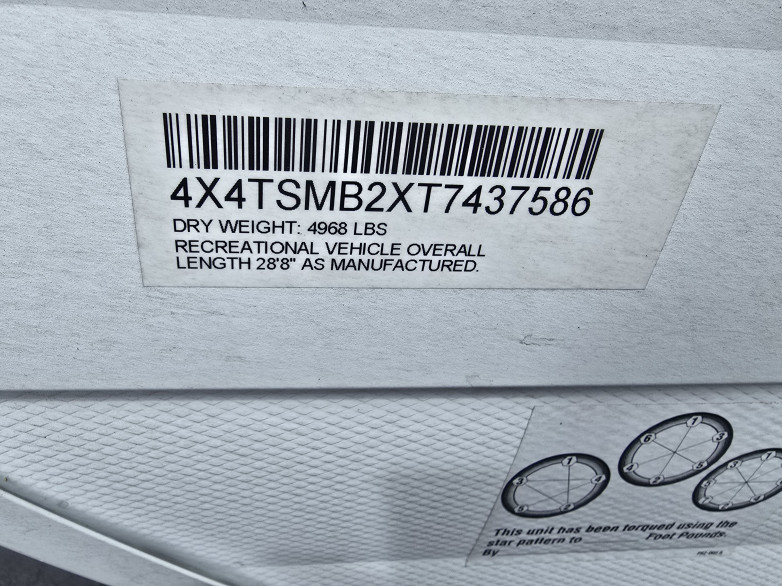 4X4TSMB2XT7437586
DRY WEIGHT: 4968 LBS
RECREATIONAL VEHICLE OVERALL
LENGTH 28'8" AS MANUFACTURED.
This unit has been torqued using the
star pattern to Foot Pounds.
By